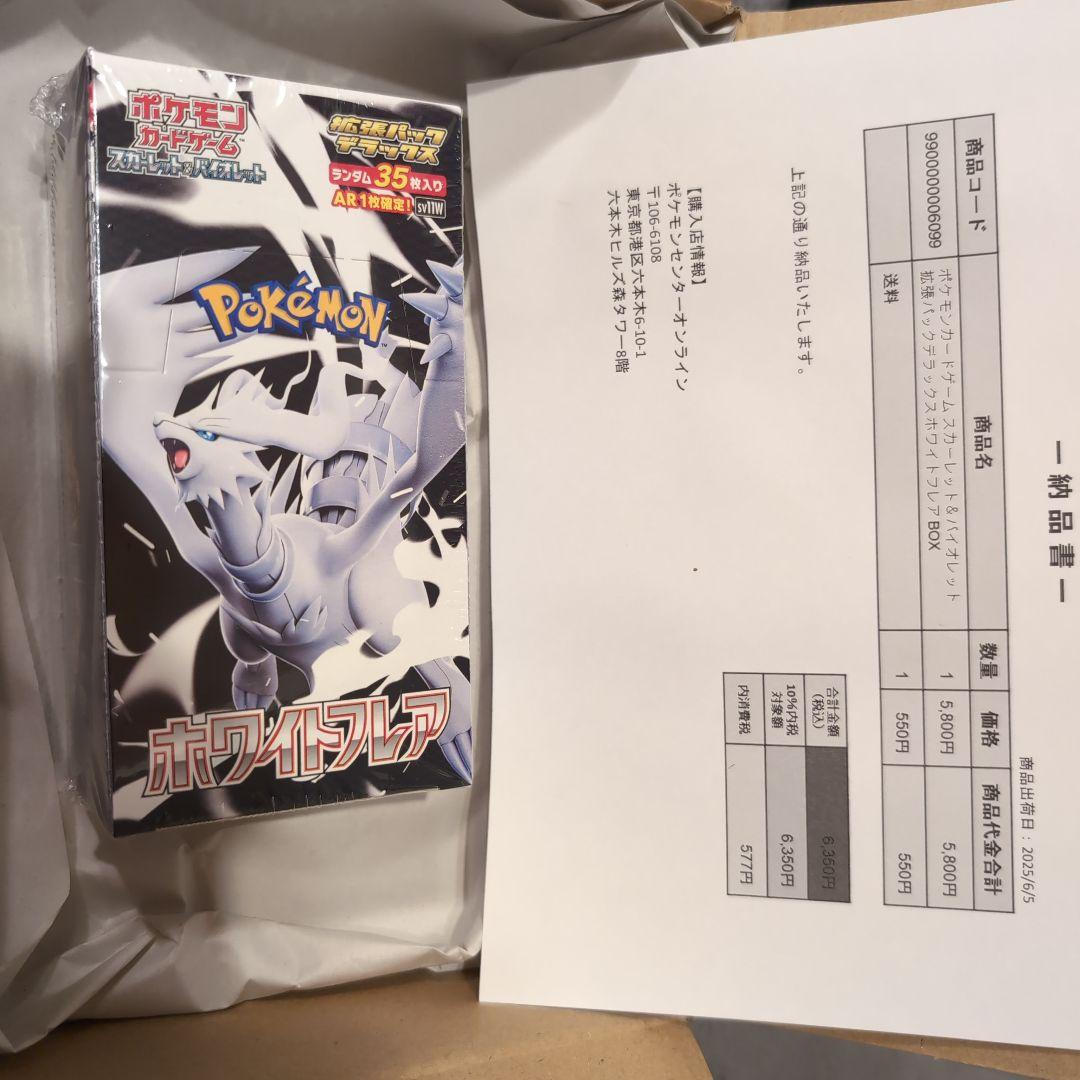 ポケモン
カードゲーム
スカーレット&バイオレット
拡張パック
デラックス
ランダム35枚入り
AR1枚確定! sv11W
POKÉMON
ホワイトフレア
ー納品書ー
商品出荷日:2025/6/5
商品コード 商品名 数量 価格 商品代金合計
9900000006099 ポケモンカードゲーム スカーレット&バイオレット 拡張パックデラックス ホワイトフレア BOX 1 5,800円 5,800円
送料 1 550円 550円
合計金額(税込) 6,350円
10%内税対象額 6,350円
内消費税 577円
上記の通り納品いたします。
【購入店情報】
ポケモンセンターオンライン
〒106-6108
東京都港区六本木6-10-1
六本木ヒルズ森タワー8階